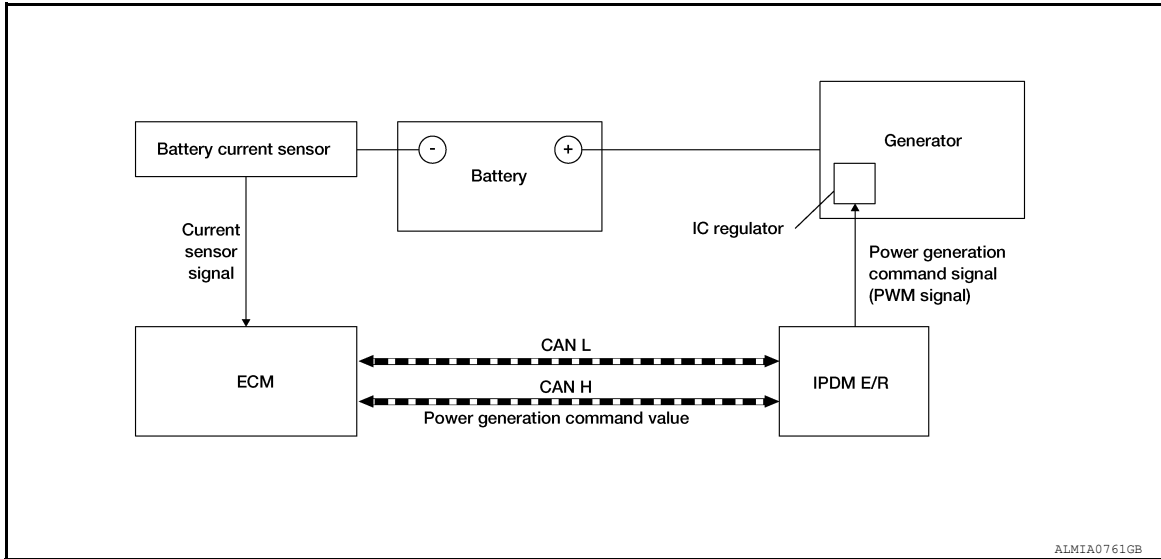 Battery current sensor
-
+
Battery
Generator
IC regulator
Current
sensor
signal
Power generation
command signal
(PWM signal)
ECM
CAN L
CAN H
Power generation command value
IPDM E/R
ALMIA0761GB